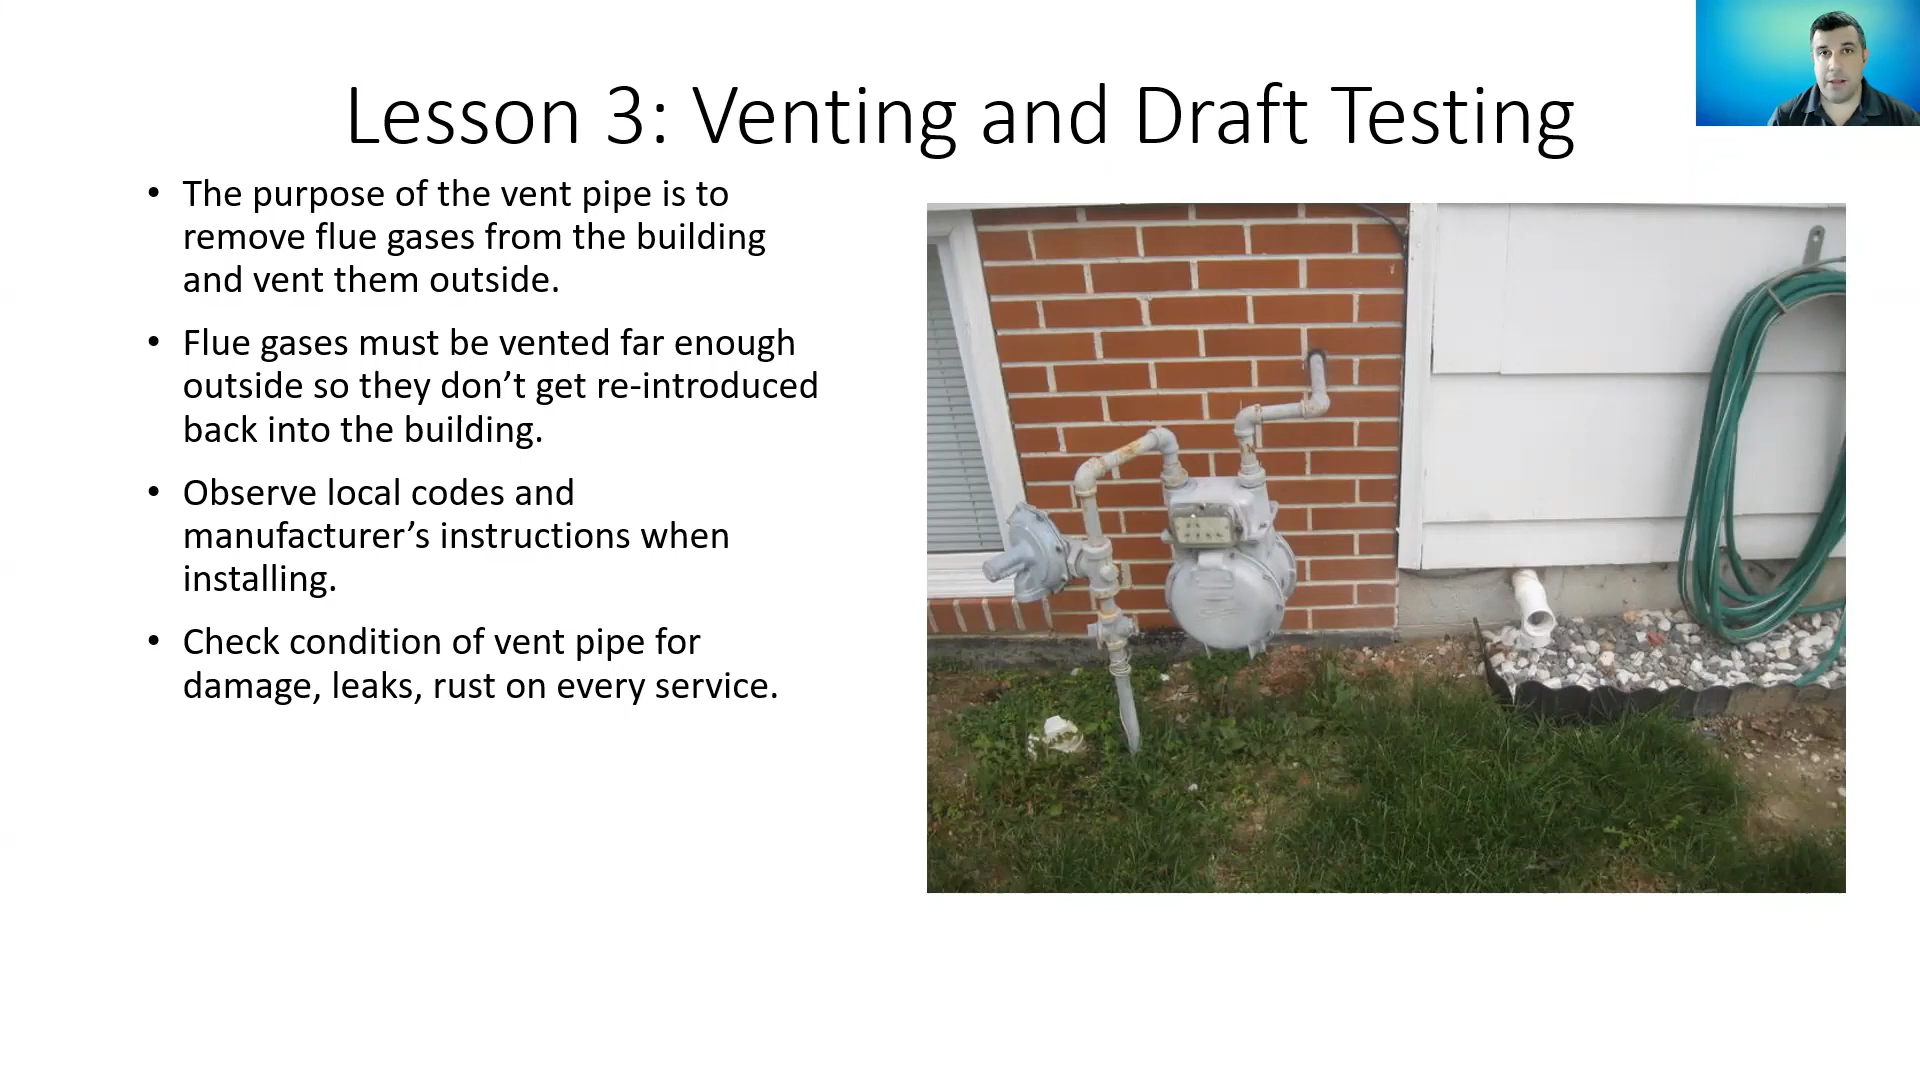 Lesson 3: Venting and Draft Testing
• The purpose of the vent pipe is to
remove flue gases from the building
and vent them outside.
• Flue gases must be vented far enough
outside so they don’t get re-introduced
back into the building.
• Observe local codes and
manufacturer’s instructions when
installing.
• Check condition of vent pipe for
damage, leaks, rust on every service.